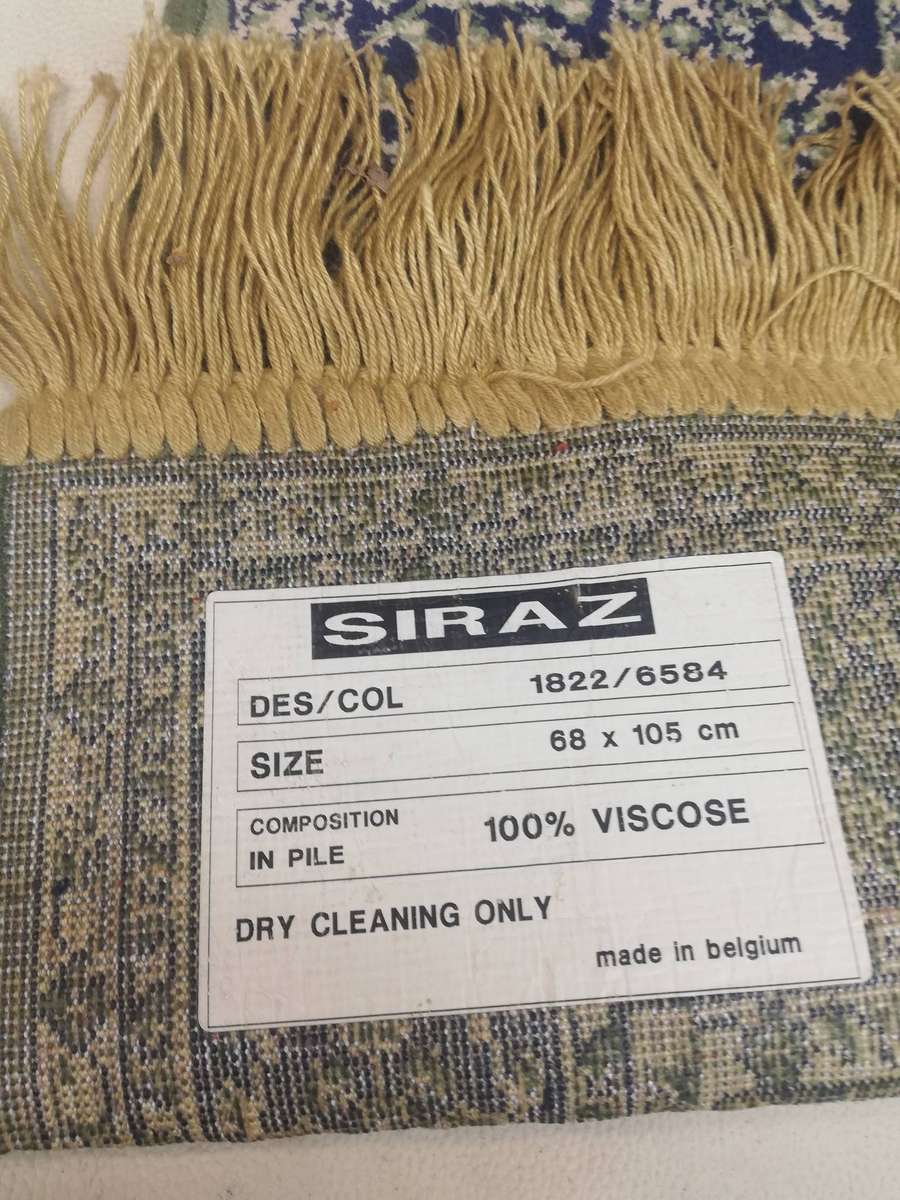 SIRAZ
DES/COL 1822/6584
SIZE 68 x 105 cm
COMPOSITION
IN PILE 100% VISCOSE
DRY CLEANING ONLY
made in belgium